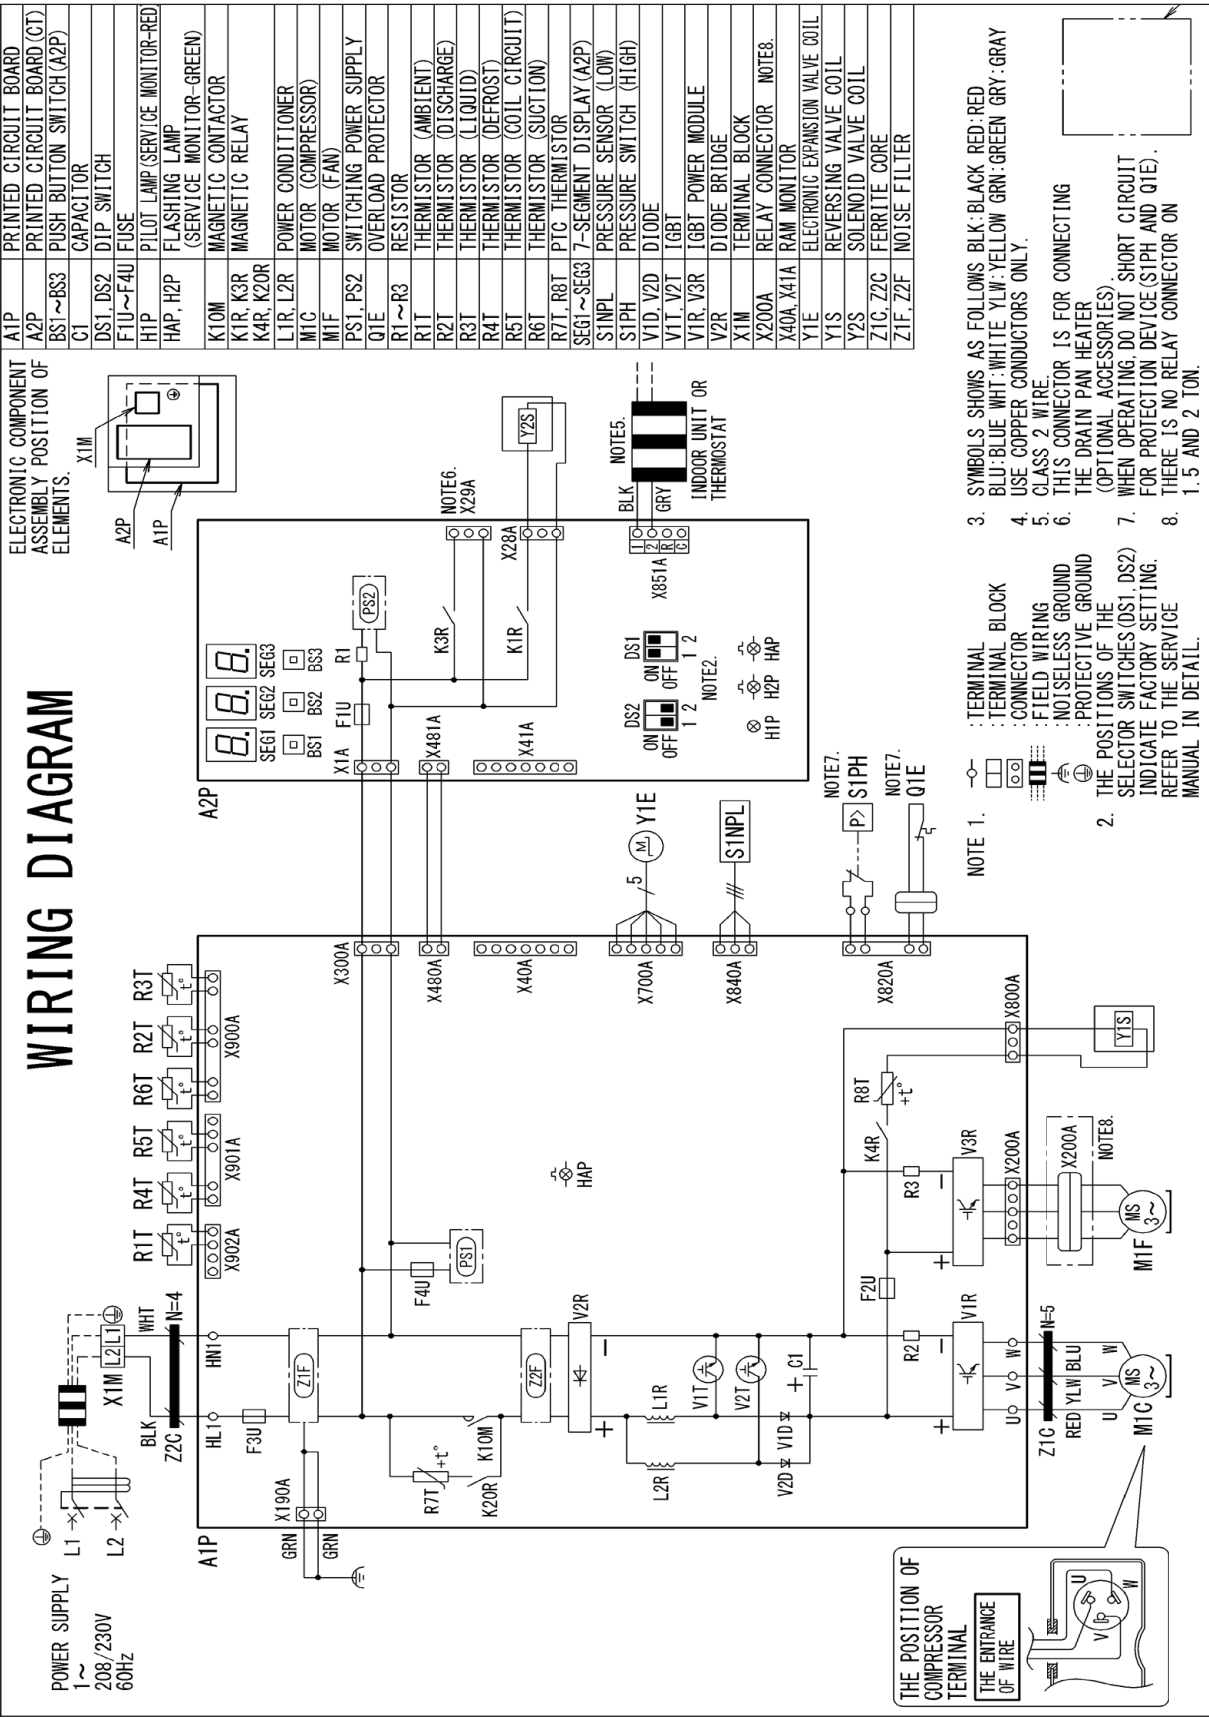 WIRING DIAGRAM
POWER SUPPLY
1~
208/230V
60Hz
L1
L2
X1M
L2 L1
BLK
WHT
Z2C
N=4
HL1
HN1
R1T
R4T
R5T
R6T
R2T
R3T
t°
t°
t°
t°
t°
t°
X902A
X901A
X900A
A1P
X190A
GRN
GRN
F3U
Z1F
R7T
+t°
K20R
K10M
F4U
PS1
Z2F
V2R
L2R
L1R
V1T
V2T
V2D
V1D
C1
HAP
F2U
R2
R3
K4R
R8T
+t°
V1R
V3R
U
V
W
Z1C
N=5
RED YLW BLU
U
V
W
MS
3~
M1C
X200A
X200A
NOTE8.
MS
3~
M1F
X800A
Y1S
X300A
X480A
X40A
X700A
X840A
X820A
5
M
Y1E
S1NPL
NOTE7.
P>
S1PH
NOTE7.
Q1E
A2P
SEG1
SEG2
SEG3
BS1
BS2
BS3
X1A
F1U
R1
PS2
X481A
X41A
K3R
K1R
NOTE6.
X29A
X28A
Y2S
DS2
DS1
ON
OFF
1 2
ON
OFF
1 2
NOTE2.
H1P
H2P
HAP
X851A
1
2
R
C
BLK
GRY
NOTE5.
INDOOR UNIT OR
THERMOSTAT
THE POSITION OF
COMPRESSOR
TERMINAL
THE ENTRANCE
OF WIRE
U
V
W
ELECTRONIC COMPONENT
ASSEMBLY POSITION OF
ELEMENTS.
A2P
A1P
X1M
A1P PRINTED CIRCUIT BOARD
A2P PRINTED CIRCUIT BOARD(CT)
BS1~BS3 PUSH BUTTON SWITCH(A2P)
C1 CAPACITOR
DS1, DS2 DIP SWITCH
F1U~F4U FUSE
H1P PILOT LAMP(SERVICE MONITOR-RED)
HAP, H2P FLASHING LAMP
(SERVICE MONITOR-GREEN)
K10M MAGNETIC CONTACTOR
K1R, K3R MAGNETIC RELAY
K4R, K20R
L1R, L2R POWER CONDITIONER
M1C MOTOR (COMPRESSOR)
M1F MOTOR (FAN)
PS1, PS2 SWITCHING POWER SUPPLY
Q1E OVERLOAD PROTECTOR
R1~R3 RESISTOR
R1T THERMISTOR (AMBIENT)
R2T THERMISTOR (DISCHARGE)
R3T THERMISTOR (LIQUID)
R4T THERMISTOR (DEFROST)
R5T THERMISTOR (COIL CIRCUIT)
R6T THERMISTOR (SUCTION)
R7T, R8T PTC THERMISTOR
SEG1~SEG3 7-SEGMENT DISPLAY(A2P)
S1NPL PRESSURE SENSOR (LOW)
S1PH PRESSURE SWITCH (HIGH)
V1D, V2D DIODE
V1T, V2T IGBT
V1R, V3R IGBT POWER MODULE
V2R DIODE BRIDGE
X1M TERMINAL BLOCK
X200A RELAY CONNECTOR NOTE8.
X40A, X41A RAM MONITOR
Y1E ELECTRONIC EXPANSION VALVE COIL
Y1S REVERSING VALVE COIL
Y2S SOLENOID VALVE COIL
Z1C, Z2C FERRITE CORE
Z1F, Z2F NOISE FILTER
NOTE 1.
:TERMINAL
:TERMINAL BLOCK
:CONNECTOR
:FIELD WIRING
:NOISELESS GROUND
:PROTECTIVE GROUND
2. THE POSITIONS OF THE
SELECTOR SWITCHES(DS1, DS2)
INDICATE FACTORY SETTING.
REFER TO THE SERVICE
MANUAL IN DETAIL.
3. SYMBOLS SHOWS AS FOLLOWS BLK:BLACK RED:RED
BLU:BLUE WHT:WHITE YLW:YELLOW GRN:GREEN GRY:GRAY
4. USE COPPER CONDUCTORS ONLY.
5. CLASS 2 WIRE.
6. THIS CONNECTOR IS FOR CONNECTING
THE DRAIN PAN HEATER
(OPTIONAL ACCESSORIES).
7. WHEN OPERATING, DO NOT SHORT CIRCUIT
FOR PROTECTION DEVICE(S1PH AND Q1E).
8. THERE IS NO RELAY CONNECTOR ON
1.5 AND 2 TON.